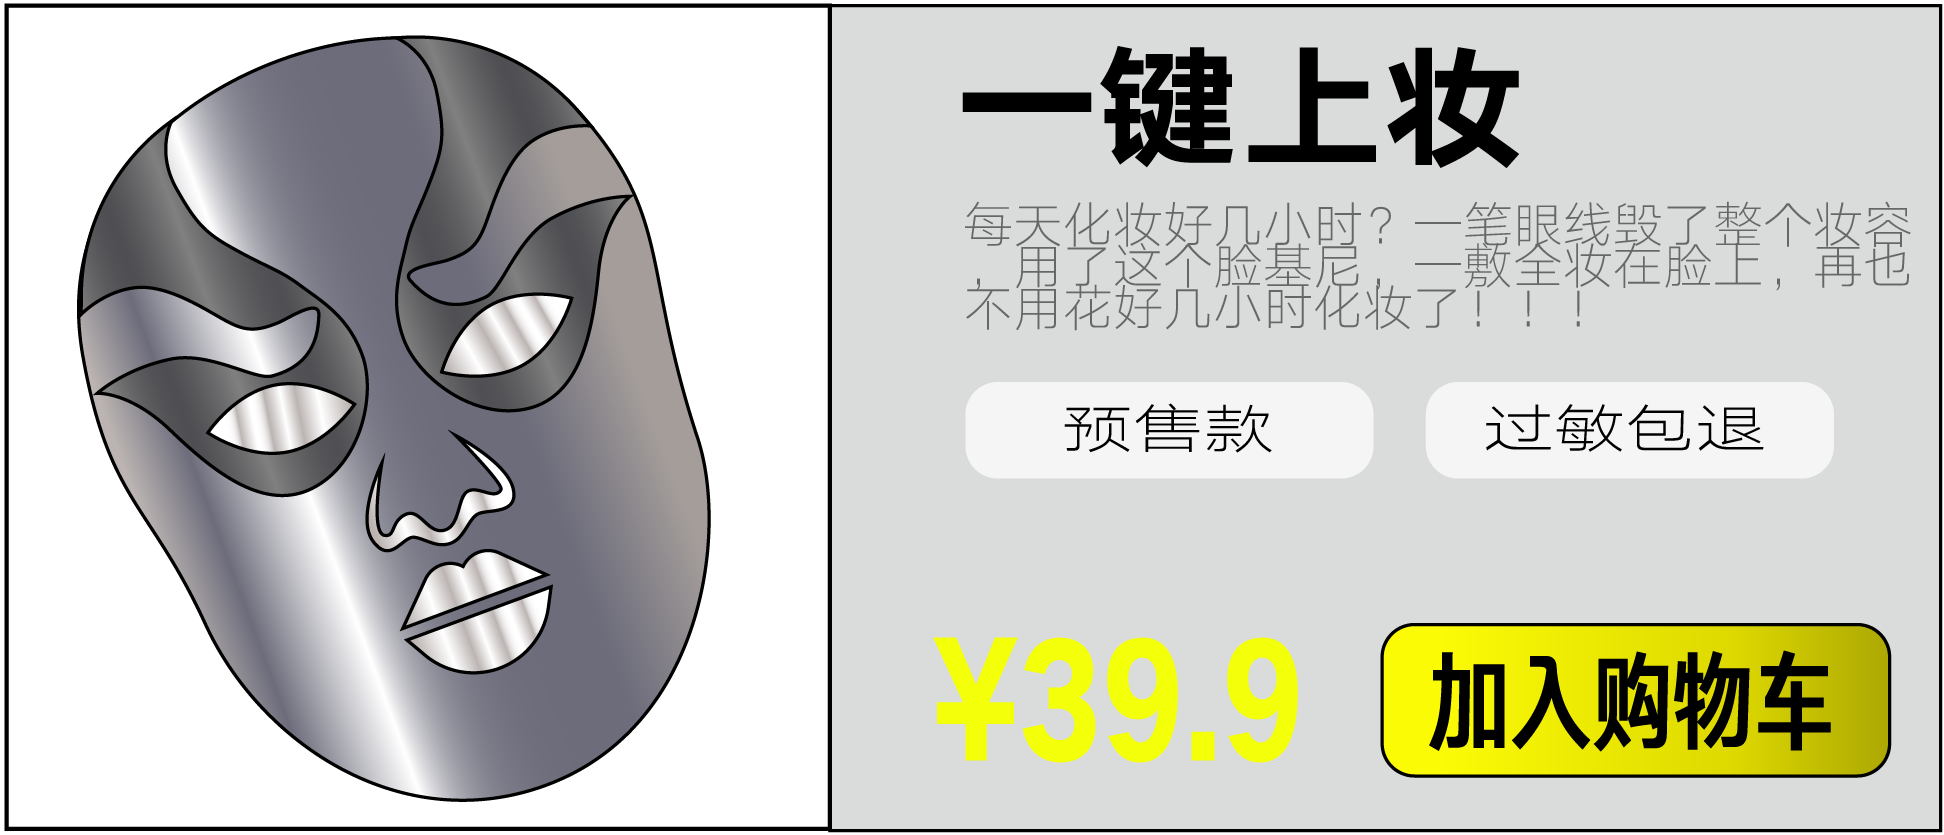 一键上妆
每天化妆好几小时？一笔眼线毁了整个妆容
，用了这个脸基尼，一敷全妆在脸上，再也
不用花好几小时化妆了！！！
预售款
过敏包退
¥39.9
加入购物车